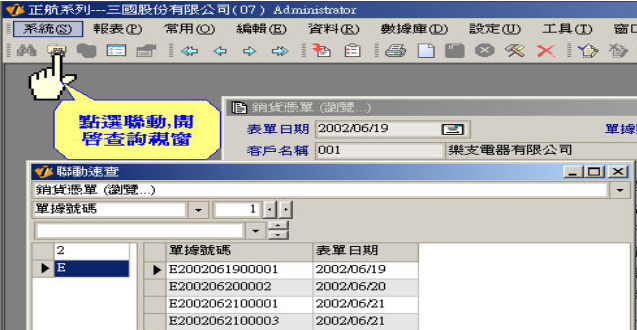 正航系列---三國股份有限公司(07) Administrator
系統(S) 報表(P) 常用(O) 編輯(E) 資料(R) 數據庫(D) 設定(U) 工具(T) 窗口
點選聯動,開
啓查詢視窗
銷貨憑單 (瀏覽...)
表單日期 2002/06/19 單據
客戶名稱 001 樂支電器有限公司
聯動速查
銷貨憑單 (瀏覽...)
單據號碼 1
2 單據號碼 表單日期
E E2002061900001 2002/06/19
E200206200002 2002/06/20
E2002062100001 2002/06/21
E2002062100003 2002/06/21